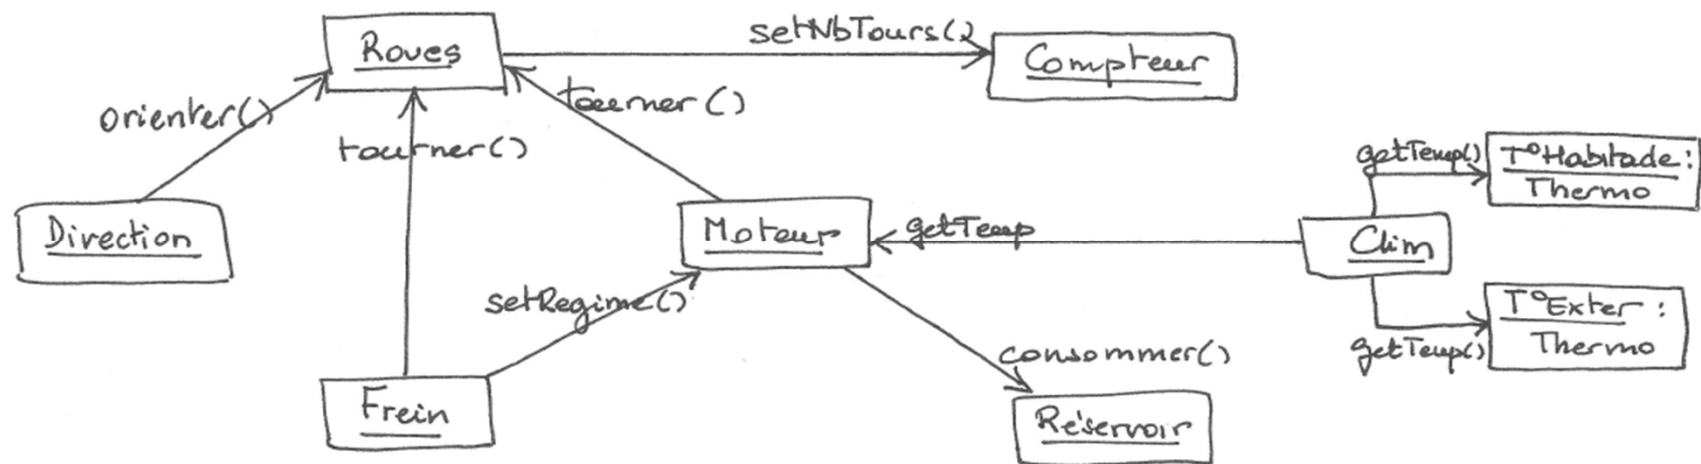 setNbTours()
Roues
Compteur
orienter()
tourner()
tourner()
getTemp()
T°Habitacle :
Thermo
Direction
Moteur
getTemp
Clim
setRegime()
T°Exter :
Thermo
getTemp()
consommer()
Frein
Réservoir